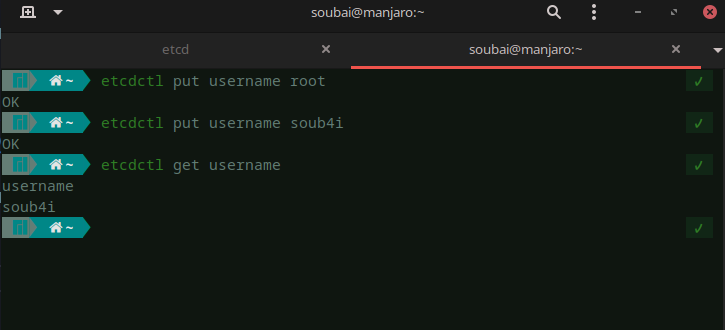 soubai@manjaro:~
etcd
soubai@manjaro:~
~ etcdctl put username root
OK
~ etcdctl put username soub4i
OK
~ etcdctl get username
username
soub4i
~